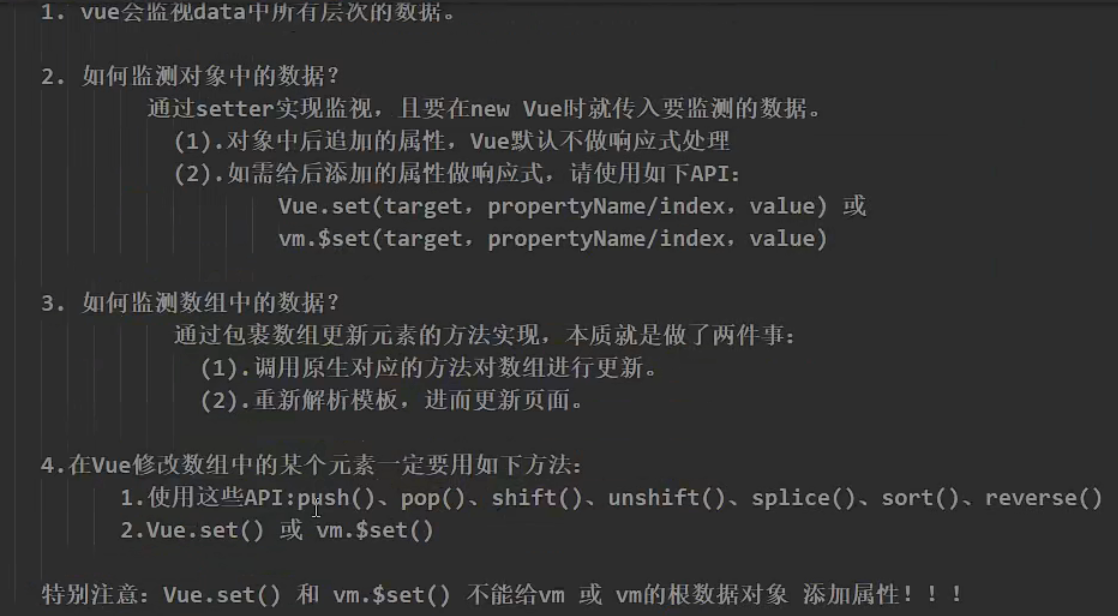 1. vue会监视data中所有层次的数据。
2. 如何监测对象中的数据？
通过setter实现监视，且要在new Vue时就传入要监测的数据。
(1).对象中后追加的属性，Vue默认不做响应式处理
(2).如需给后添加的属性做响应式，请使用如下API：
Vue.set(target，propertyName/index，value) 或
vm.$set(target，propertyName/index，value)
3. 如何监测数组中的数据？
通过包裹数组更新元素的方法实现，本质就是做了两件事：
(1).调用原生对应的方法对数组进行更新。
(2).重新解析模板，进而更新页面。
4.在Vue修改数组中的某个元素一定要用如下方法：
1.使用这些API:push()、pop()、shift()、unshift()、splice()、sort()、reverse()
2.Vue.set() 或 vm.$set()
特别注意：Vue.set() 和 vm.$set() 不能给vm 或 vm的根数据对象 添加属性！！！